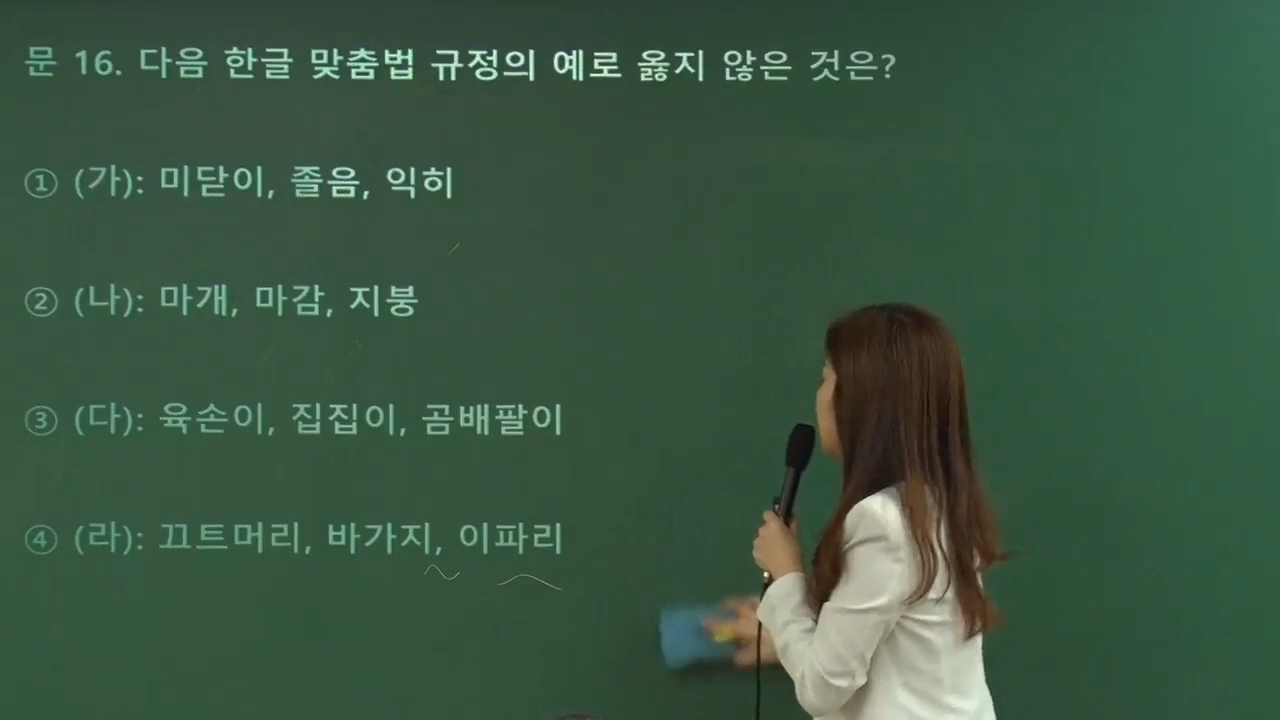 문 16. 다음 한글 맞춤법 규정의 예로 옳지 않은 것은?
① (가): 미닫이, 졸음, 익히
② (나): 마개, 마감, 지붕
③ (다): 육손이, 집집이, 곰배팔이
④ (라): 끄트머리, 바가지, 이파리